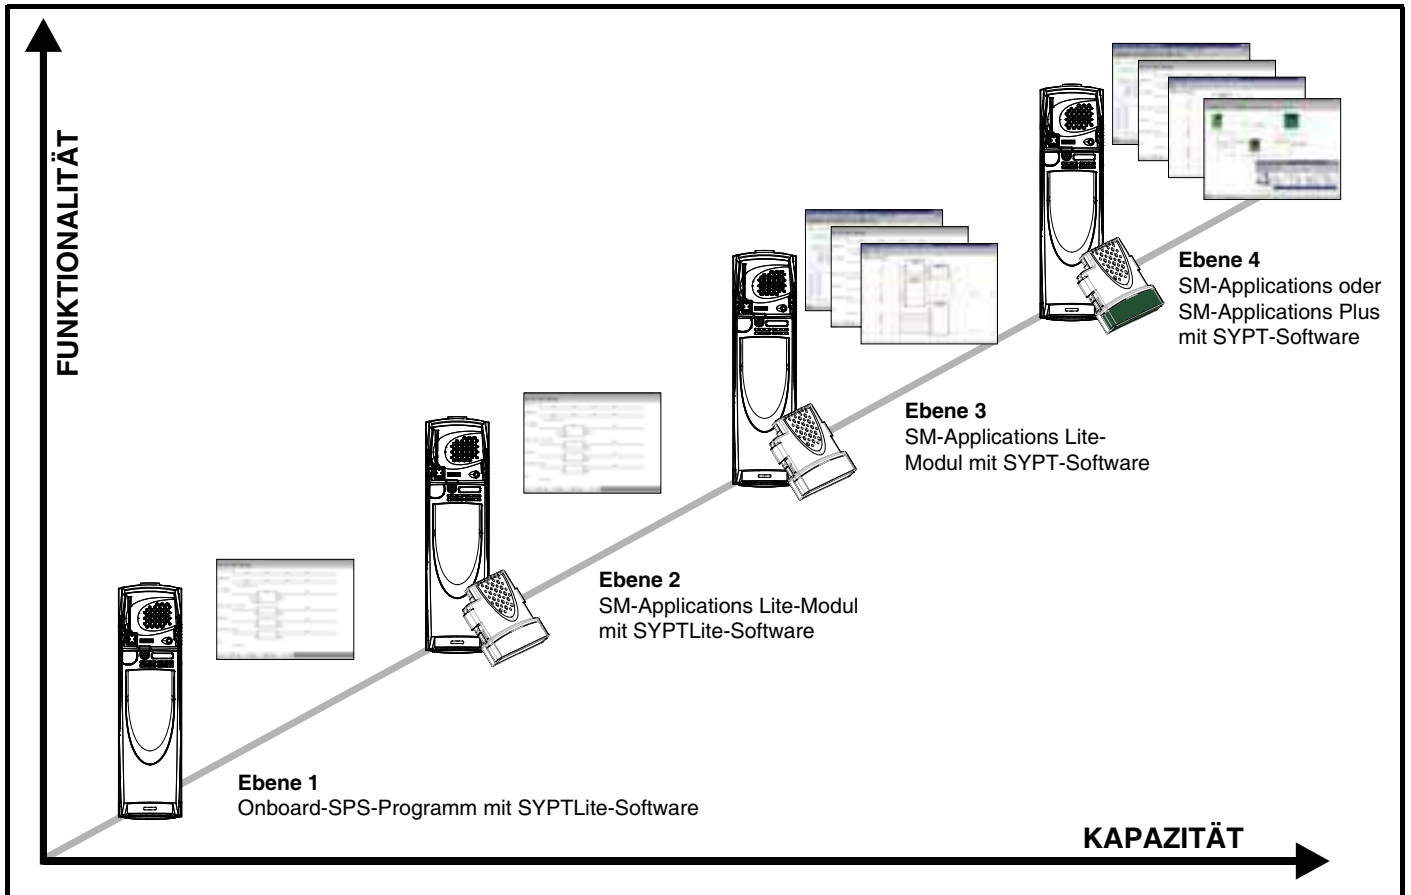 FUNKTIONALITÄT
Ebene 4
SM-Applications oder
SM-Applications Plus
mit SYPT-Software
Ebene 3
SM-Applications Lite-
Modul mit SYPT-Software
Ebene 2
SM-Applications Lite-Modul
mit SYPTLite-Software
Ebene 1
Onboard-SPS-Programm mit SYPTLite-Software
KAPAZITÄT